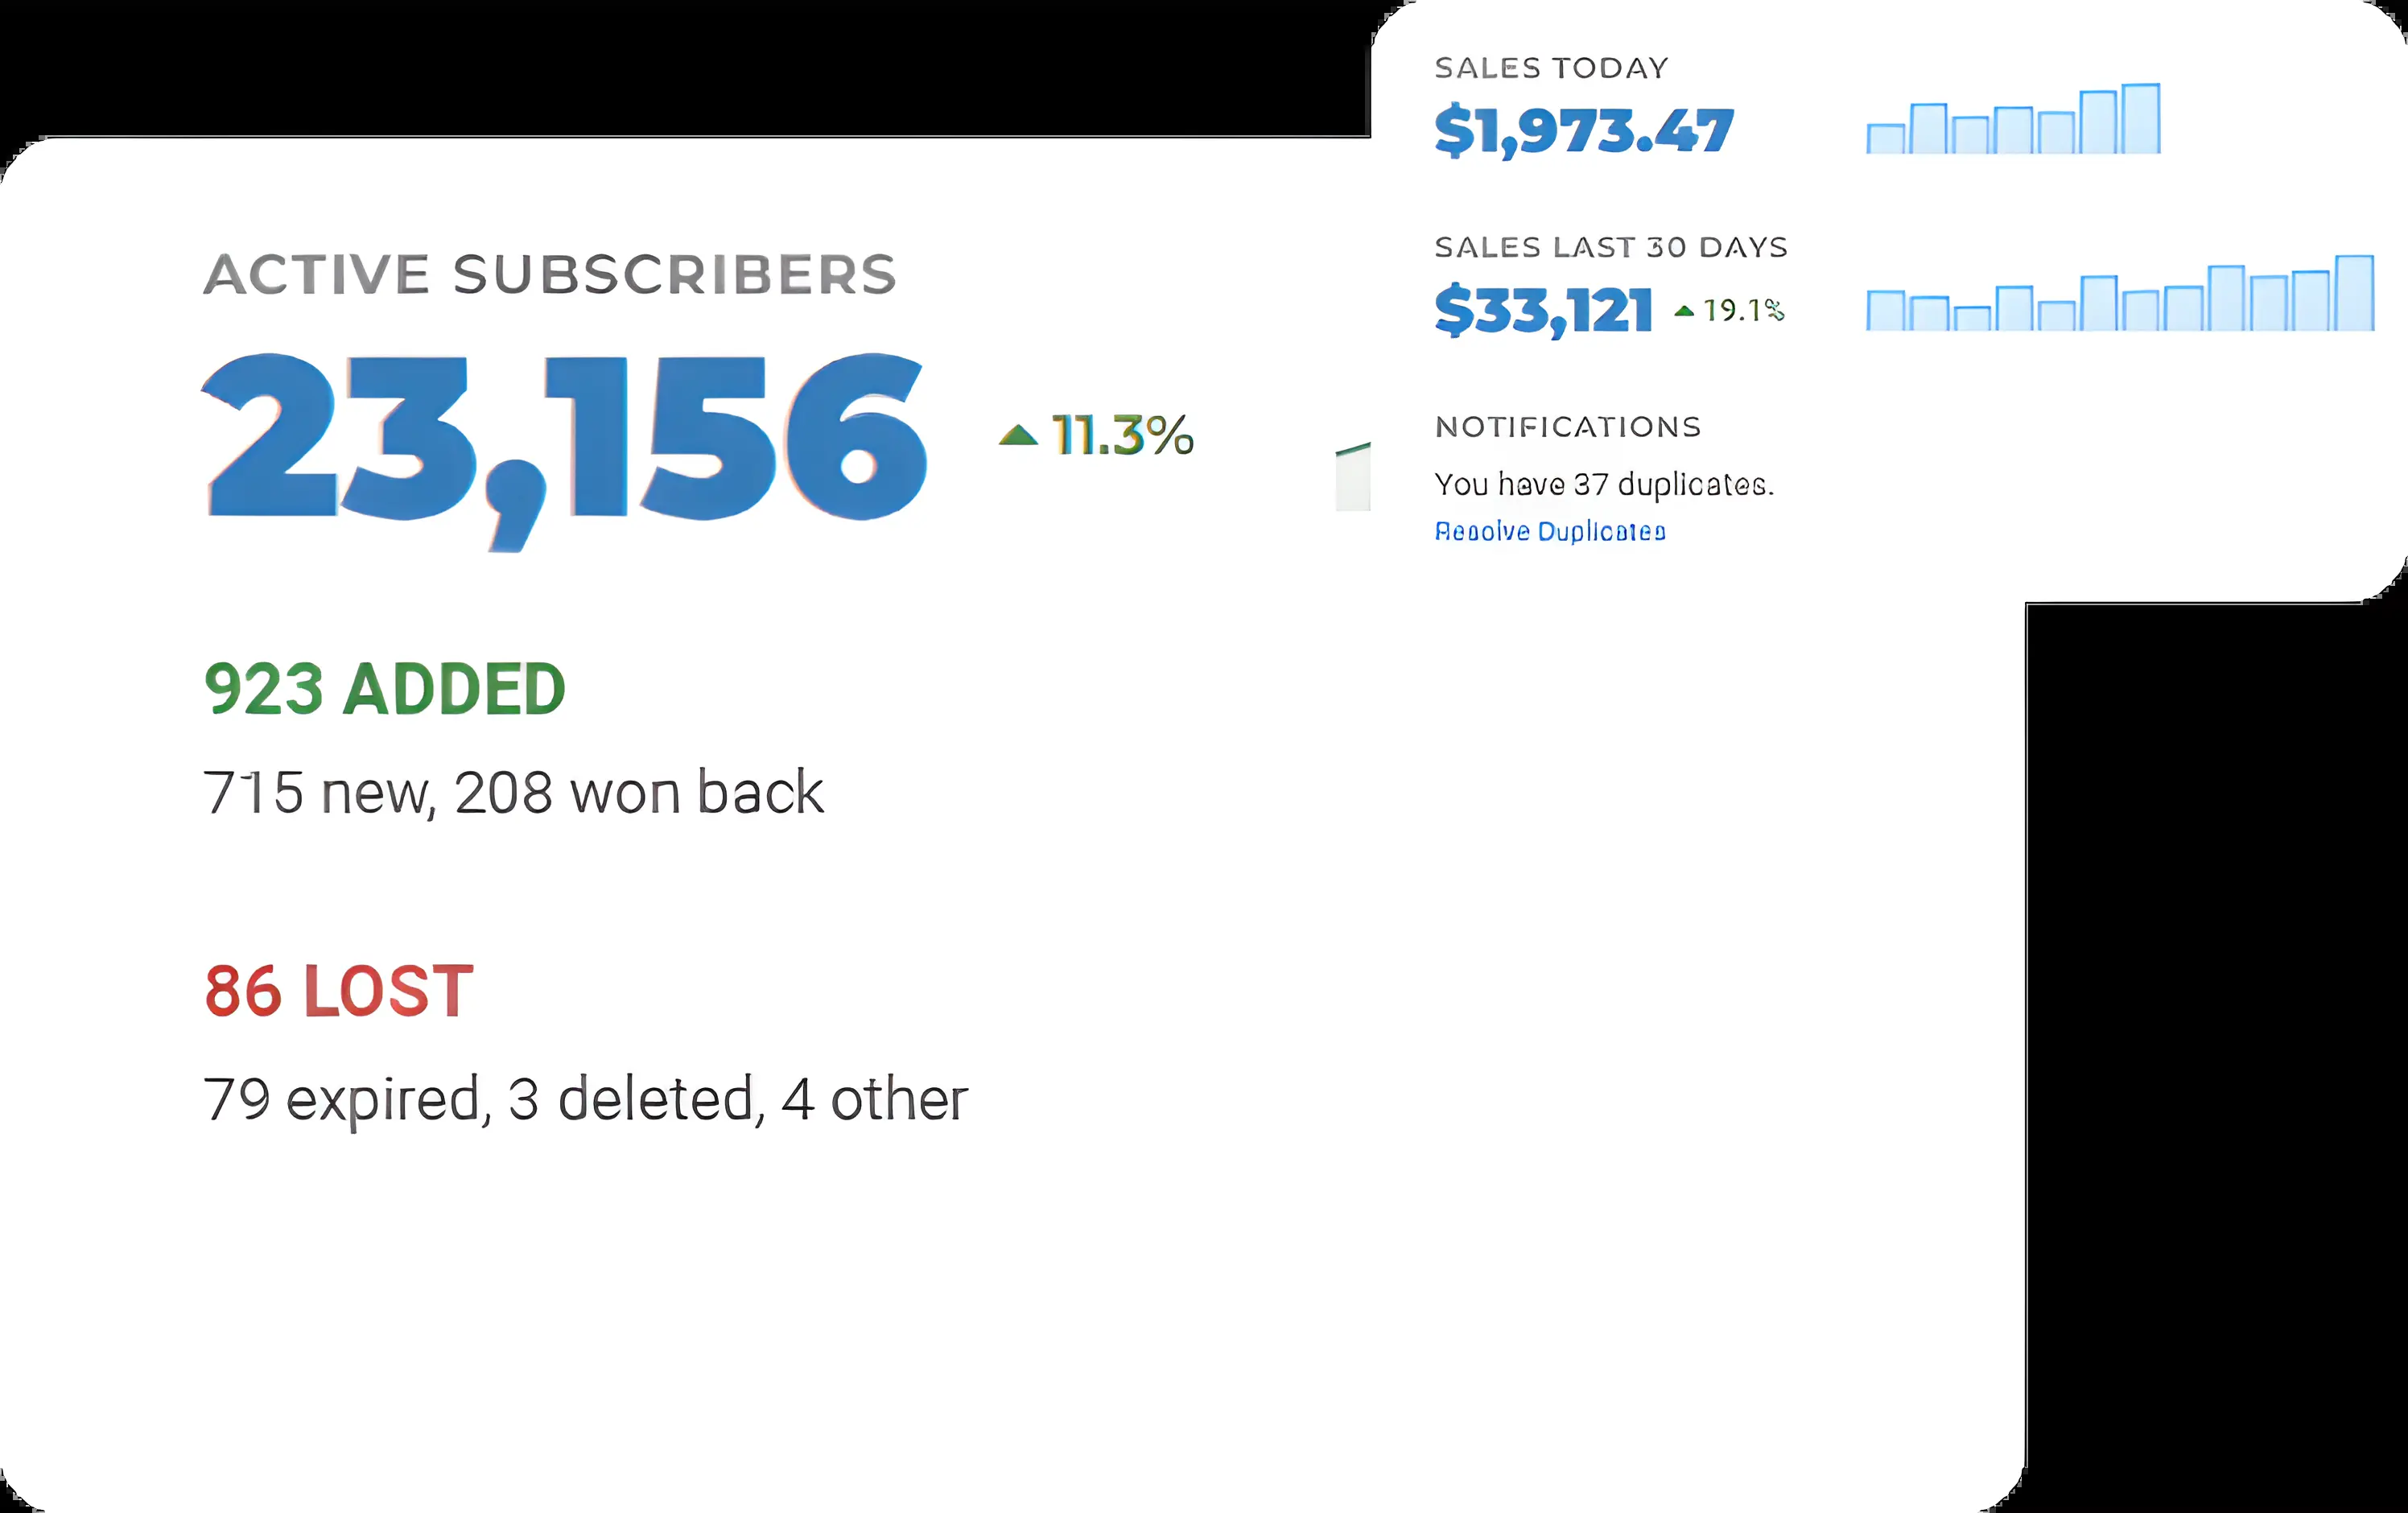 SALES TODAY
$1,973.47
SALES LAST 30 DAYS
$33,121 ▲ 19.1%
NOTIFICATIONS
You have 37 duplicates.
Resolve Duplicates
ACTIVE SUBSCRIBERS
23,156 ▲ 11.3%
923 ADDED
715 new, 208 won back
86 LOST
79 expired, 3 deleted, 4 other